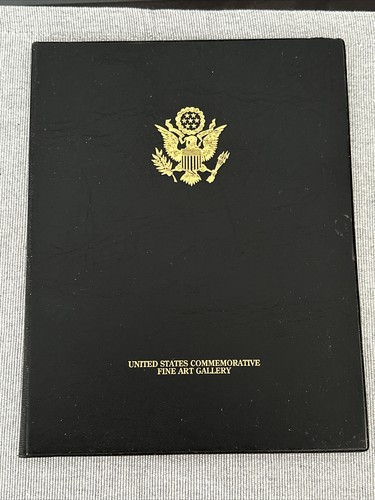 UNITED STATES COMMEMORATIVE
FINE ART GALLERY